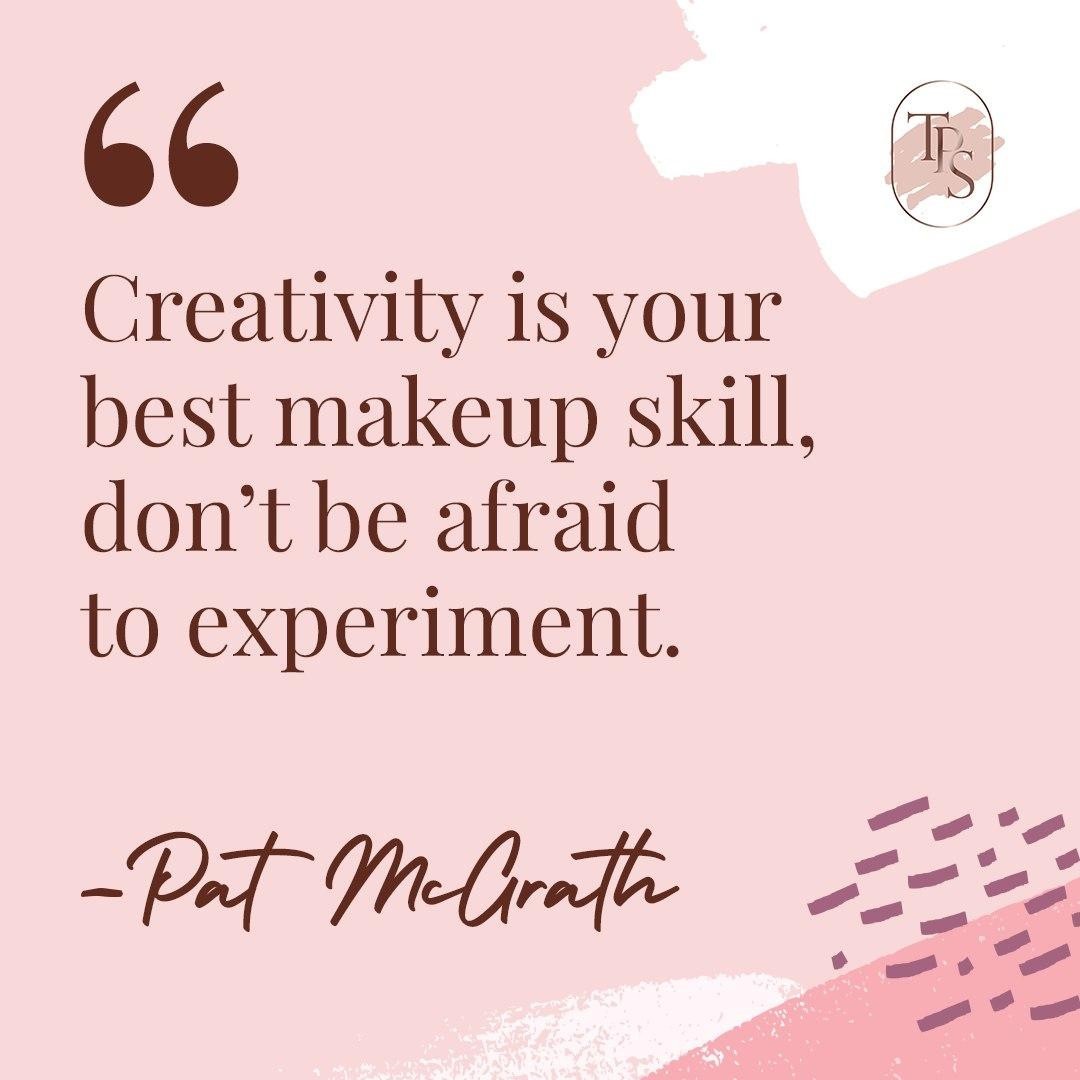 TPS
“
Creativity is your
best makeup skill,
don’t be afraid
to experiment.
-Pat McGrath